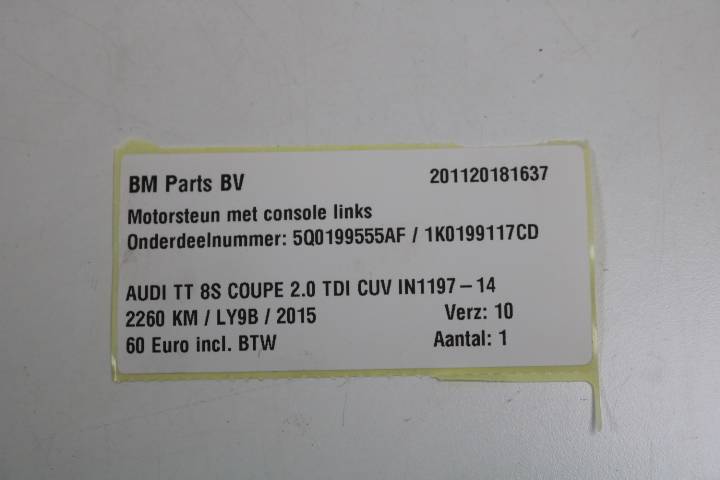 BM Parts BV 201120181637
Motorsteun met console links
Onderdeelnummer: 5Q0199555AF / 1K0199117CD
AUDI TT 8S COUPE 2.0 TDI CUV IN1197-14
2260 KM / LY9B / 2015 Verz: 10
60 Euro incl. BTW Aantal: 1